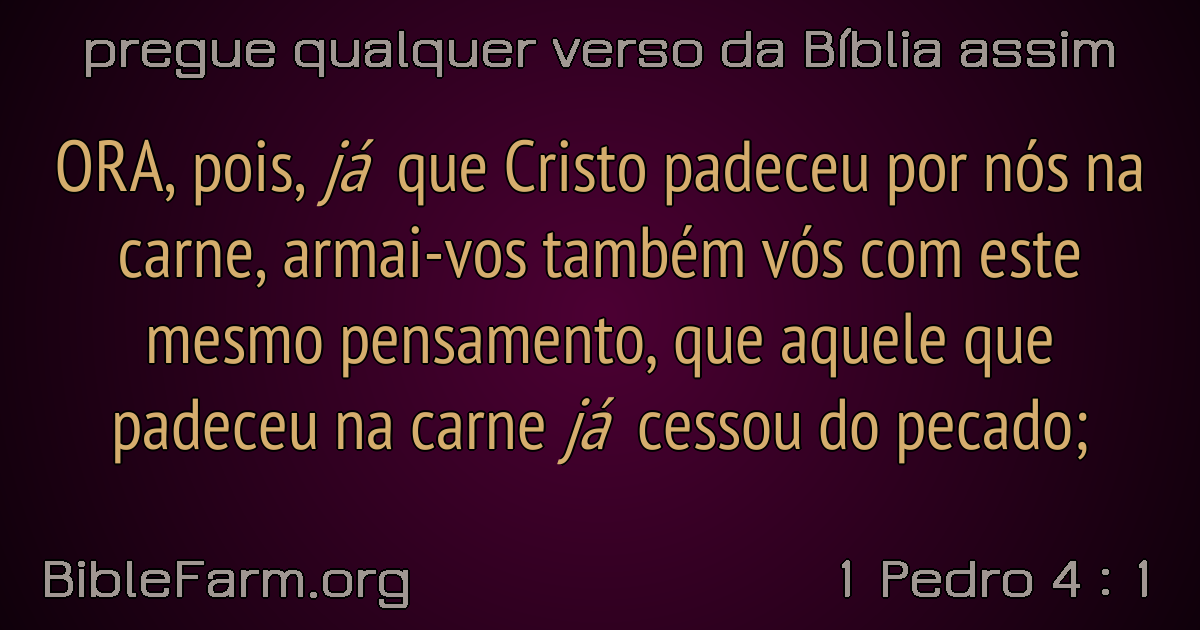 pregue qualquer verso da Bíblia assim
ORA, pois, já que Cristo padeceu por nós na
carne, armai-vos também vós com este
mesmo pensamento, que aquele que
padeceu na carne já cessou do pecado;
BibleFarm.org
1 Pedro 4 : 1